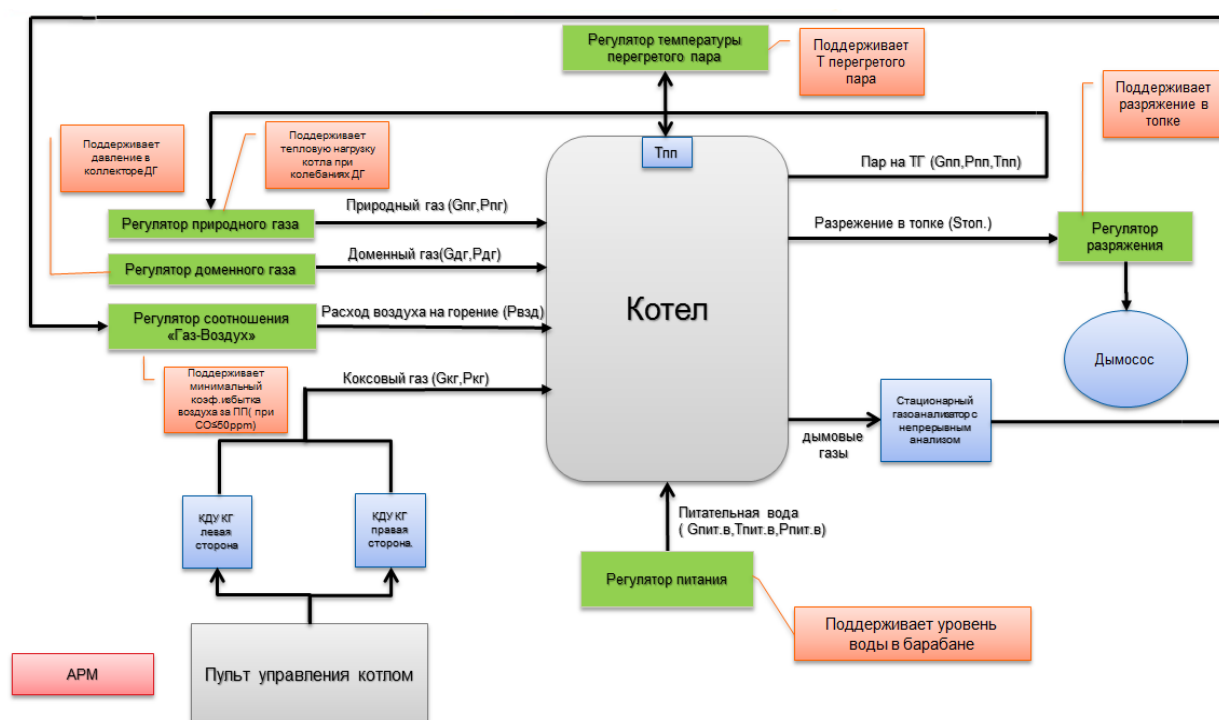 Регулятор температуры
перегретого пара
Поддерживает
Т перегретого
пара
Поддерживает
разряжение в
топке
Поддерживает
давление в
коллекторе ДГ
Поддерживает
тепловую нагрузку
котла при
колебаниях ДГ
Тпп
Пар на ТГ (Gпп,Рпп,Тпп)
Природный газ (Gпг,Рпг)
Регулятор природного газа
Разрежение в топке (Sтоп.)
Регулятор
разряжения
Доменный газ(Gдг,Рдг)
Регулятор доменного газа
Котел
Расход воздуха на горение (Рвзд)
Регулятор соотношения
«Газ-Воздух»
Дымосос
Поддерживает
минимальный
коэф.избытка
воздуха за ПП( при
СО≤50ppm)
Коксовый газ (Gкг,Ркг)
Стационарный
газоанализатор с
непрерывным
анализом
дымовые
газы
КДУ КГ
левая
сторона
КДУ КГ
правая
сторона.
Питательная вода
( Gпит.в,Тпит.в,Рпит.в)
Регулятор питания
Поддерживает уровень
воды в барабане
АРМ
Пульт управления котлом